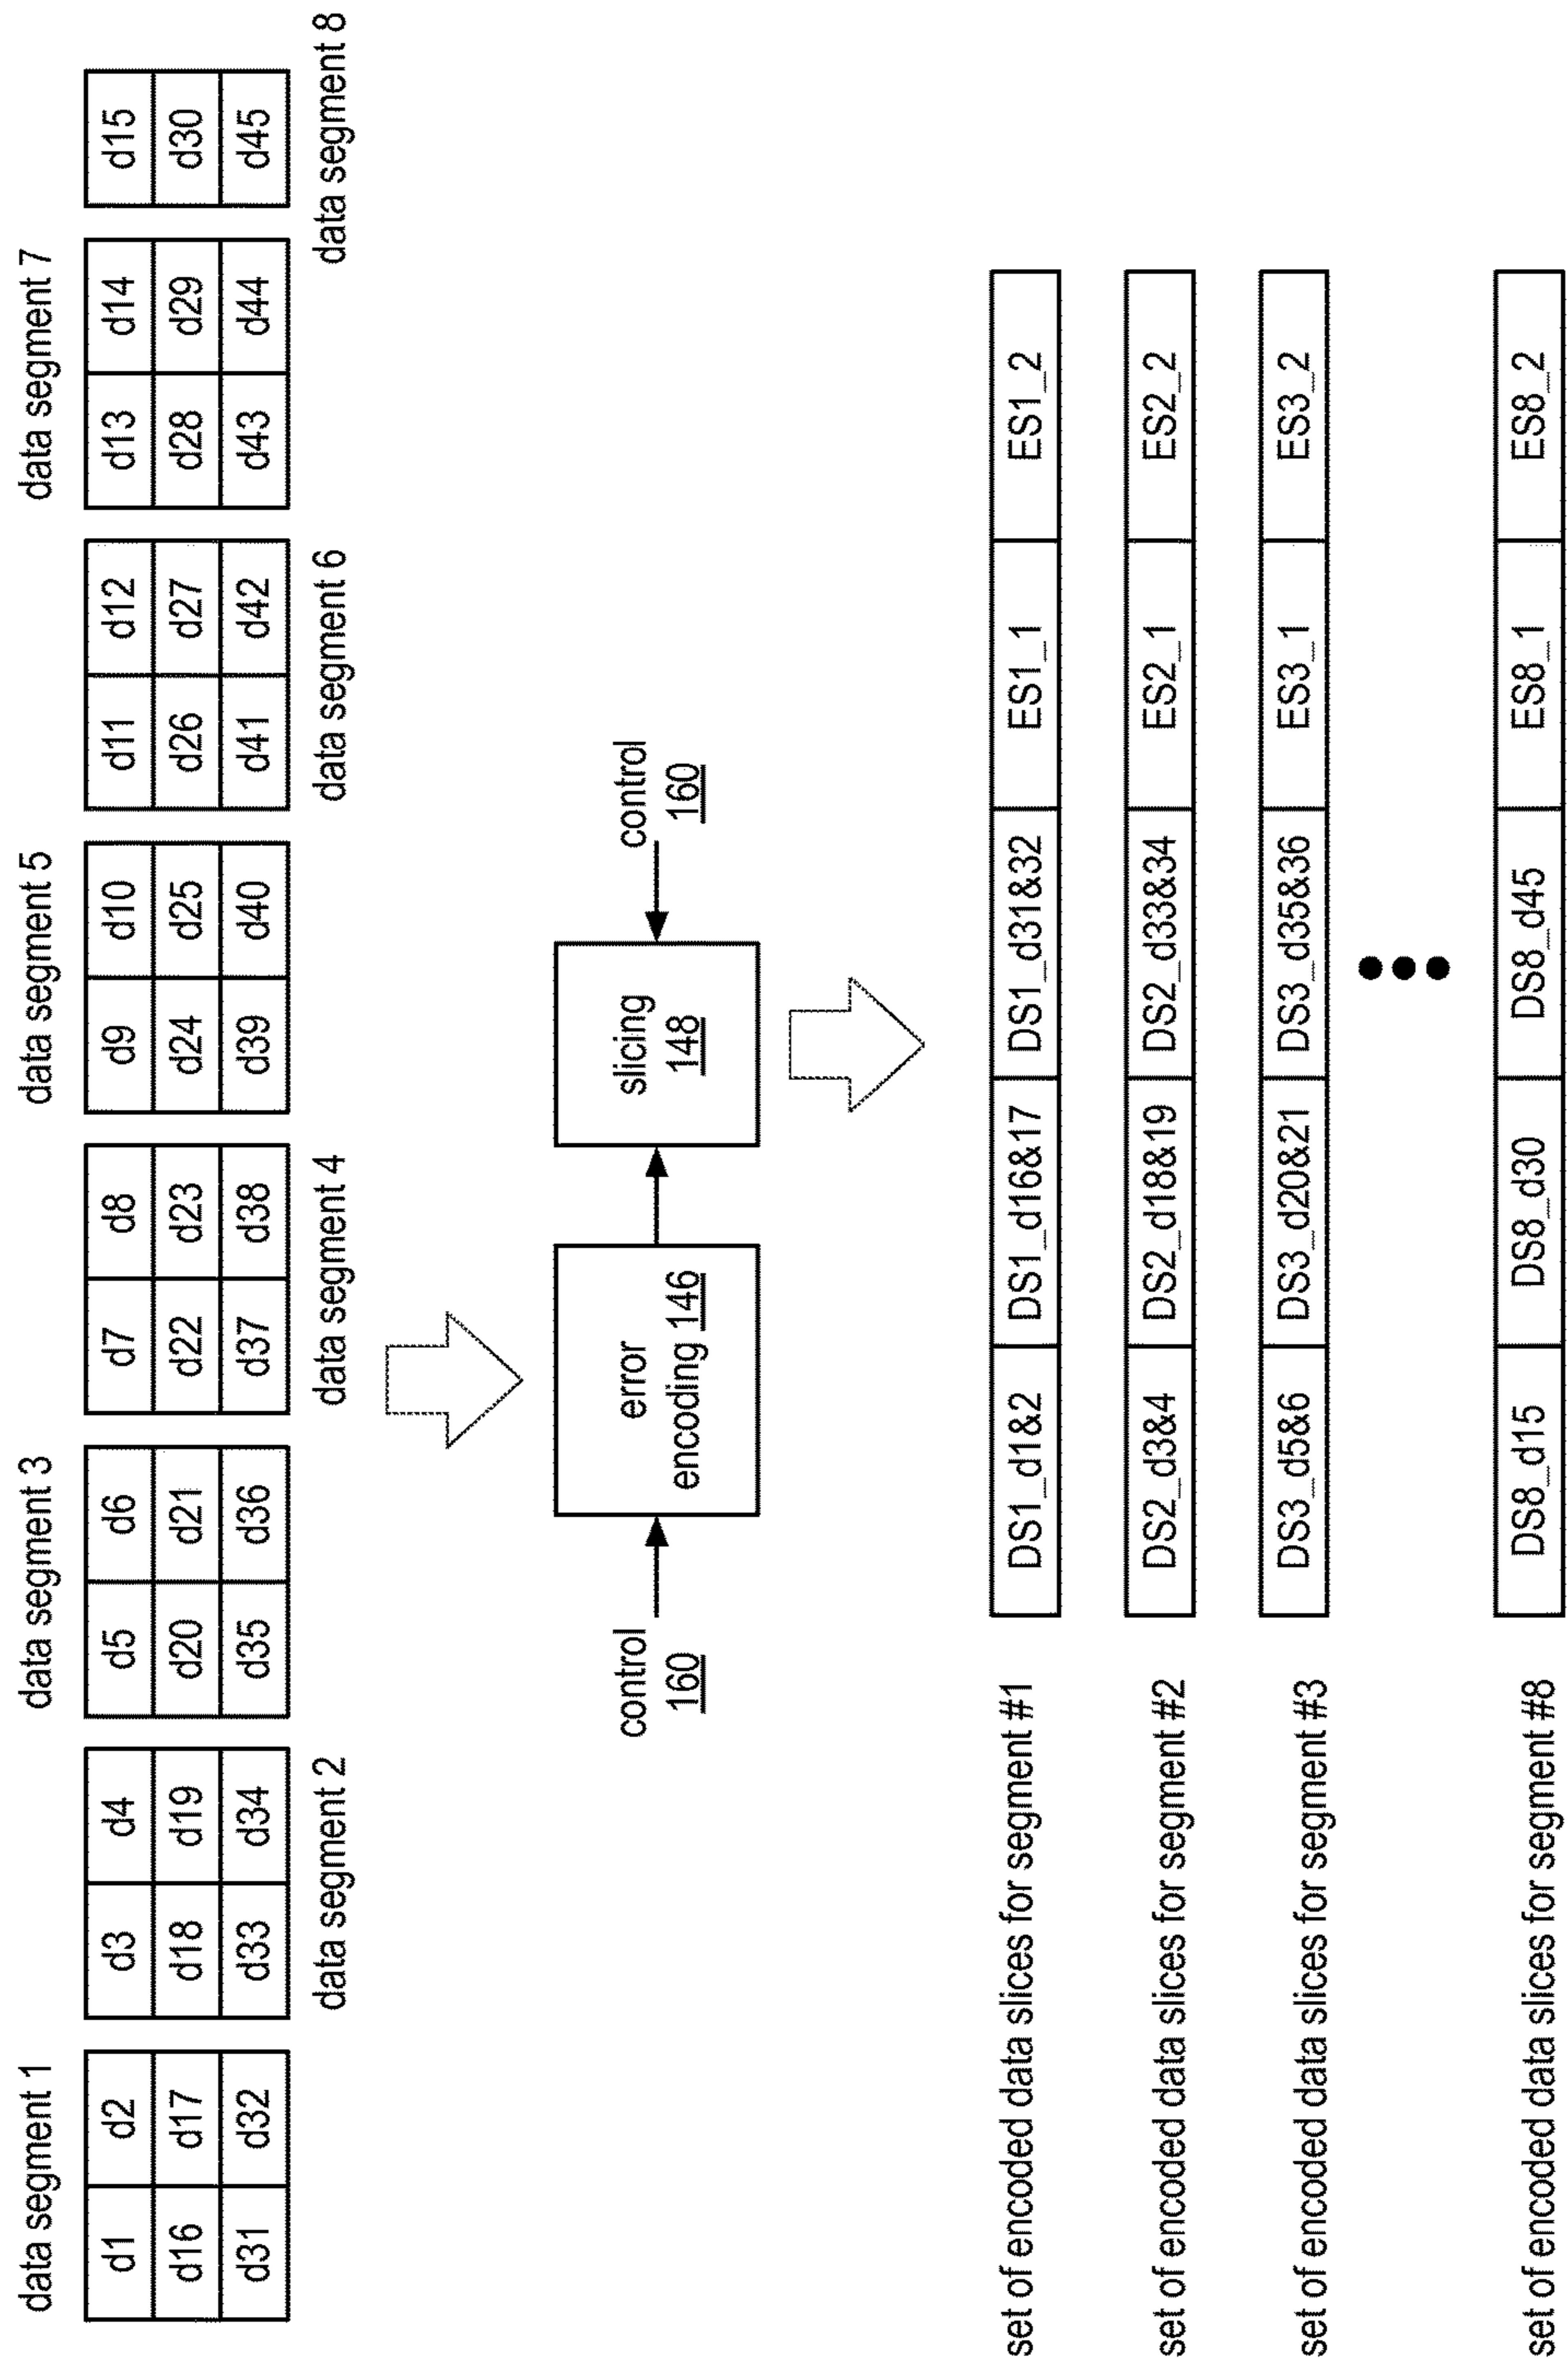 data segment 1
data segment 3
data segment 5
data segment 7
d1 d2 d3 d4 d5 d6 d7 d8 d9 d10 d11 d12 d13 d14 d15
d16 d17 d18 d19 d20 d21 d22 d23 d24 d25 d26 d27 d28 d29 d30
d31 d32 d33 d34 d35 d36 d37 d38 d39 d40 d41 d42 d43 d44 d45
data segment 2
data segment 4
data segment 6
data segment 8
control
160
error
encoding 146
slicing
148
control
160
set of encoded data slices for segment #1 DS1_d1&2 DS1_d16&17 DS1_d31&32 ES1_1 ES1_2
set of encoded data slices for segment #2 DS2_d3&4 DS2_d18&19 DS2_d33&34 ES2_1 ES2_2
set of encoded data slices for segment #3 DS3_d5&6 DS3_d20&21 DS3_d35&36 ES3_1 ES3_2
set of encoded data slices for segment #8 DS8_d15 DS8_d30 DS8_d45 ES8_1 ES8_2